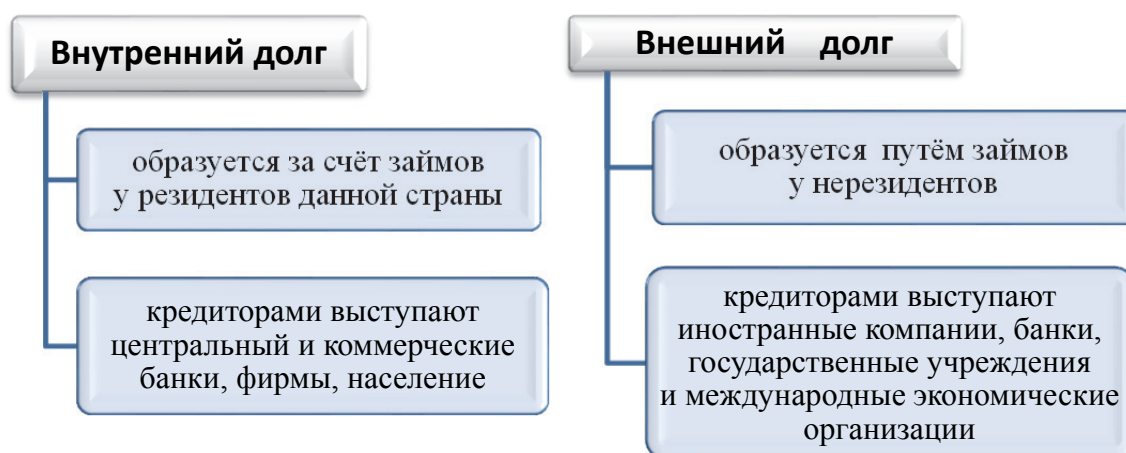 Внутренний долг
образуется за счёт займов
у резидентов данной страны
кредиторами выступают
центральный и коммерческие
банки, фирмы, население
Внешний долг
образуется путём займов
у нерезидентов
кредиторами выступают
иностранные компании, банки,
государственные учреждения
и международные экономические
организации